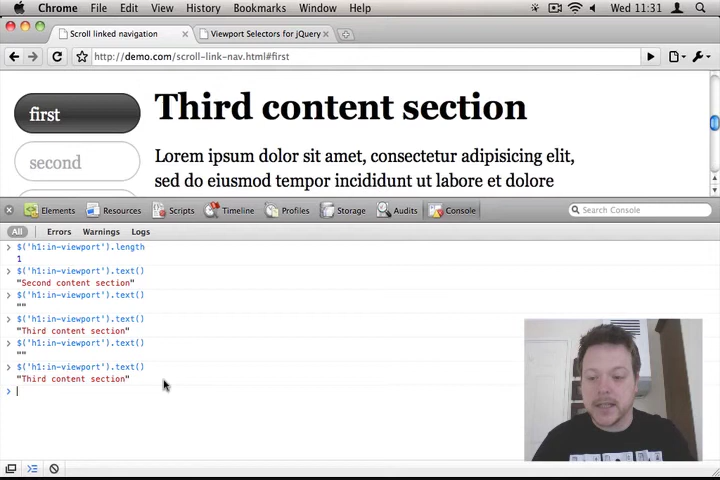 Chrome File Edit View History Bookmarks Window Help Wed 11:31
Scroll linked navigation Viewport Selectors for jQuery
http://demo.com/scroll-link-nav.html#first
first
Third content section
second
Lorem ipsum dolor sit amet, consectetur adipisicing elit,
sed do eiusmod tempor incididunt ut labore et dolore
Elements Resources Scripts Timeline Profiles Storage Audits Console Search Console
All Errors Warnings Logs
> $('h1:in-viewport').length
1
> $('h1:in-viewport').text()
"Second content section"
> $('h1:in-viewport').text()
""
> $('h1:in-viewport').text()
"Third content section"
> $('h1:in-viewport').text()
""
> $('h1:in-viewport').text()
"Third content section"
>